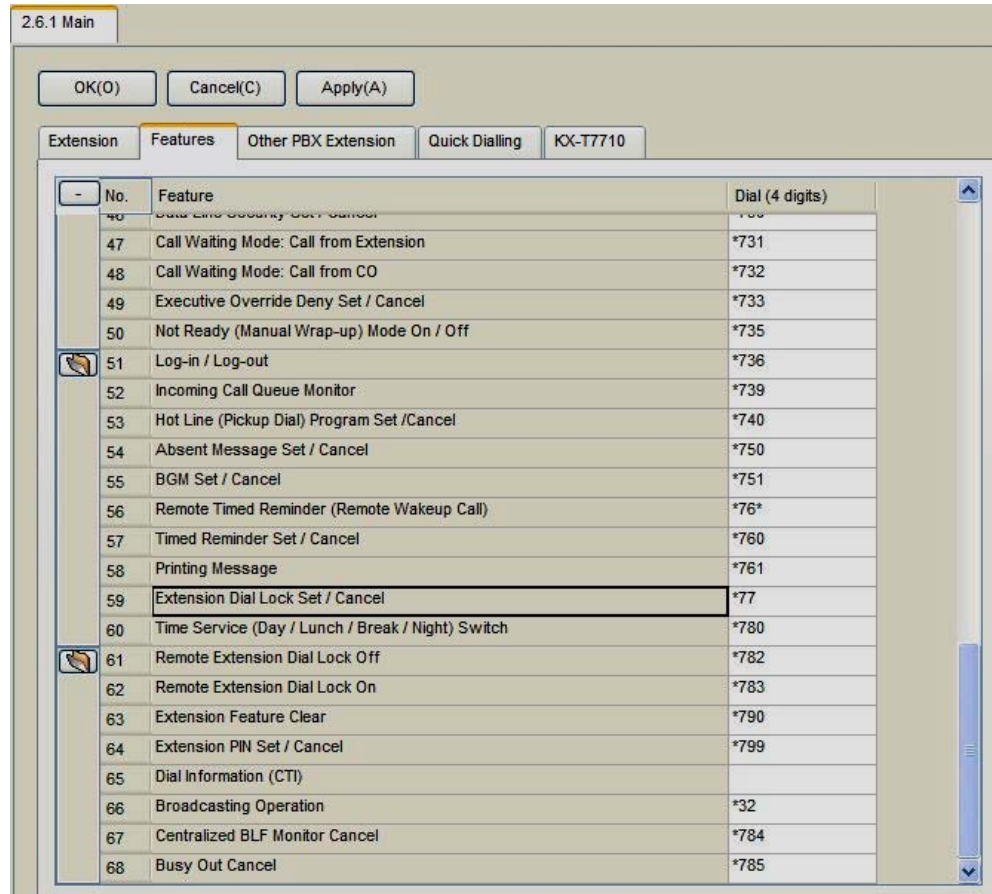 2.6.1 Main
OK(O) Cancel(C) Apply(A)
Extension Features Other PBX Extension Quick Dialling KX-T7710
- No. Feature Dial (4 digits)
47 Call Waiting Mode: Call from Extension *731
48 Call Waiting Mode: Call from CO *732
49 Executive Override Deny Set / Cancel *733
50 Not Ready (Manual Wrap-up) Mode On / Off *735
51 Log-in / Log-out *736
52 Incoming Call Queue Monitor *739
53 Hot Line (Pickup Dial) Program Set /Cancel *740
54 Absent Message Set / Cancel *750
55 BGM Set / Cancel *751
56 Remote Timed Reminder (Remote Wakeup Call) *76*
57 Timed Reminder Set / Cancel *760
58 Printing Message *761
59 Extension Dial Lock Set / Cancel *77
60 Time Service (Day / Lunch / Break / Night) Switch *780
61 Remote Extension Dial Lock Off *782
62 Remote Extension Dial Lock On *783
63 Extension Feature Clear *790
64 Extension PIN Set / Cancel *799
65 Dial Information (CTI)
66 Broadcasting Operation *32
67 Centralized BLF Monitor Cancel *784
68 Busy Out Cancel *785